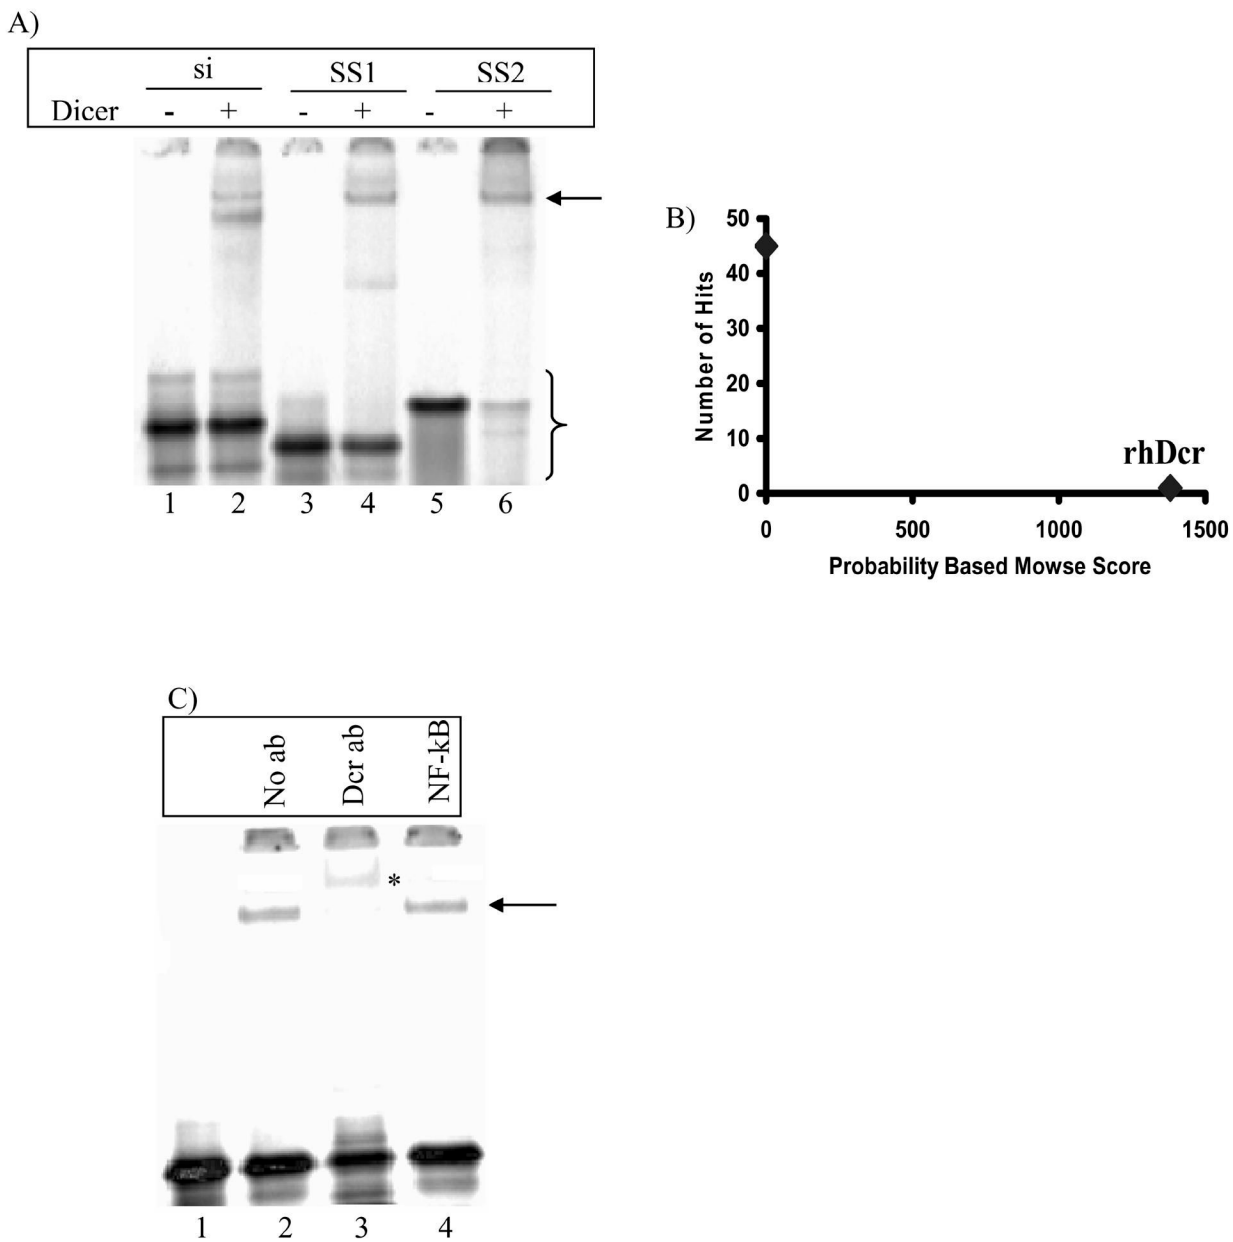 A)
si SS1 SS2
Dicer - + - + - +
1 2 3 4 5 6
B)
50
40
30
20
10
0
Number of Hits
rhDcr
0 500 1000 1500
Probability Based Mowse Score
C)
No ab
Dcr ab
NF-kB
*
1 2 3 4